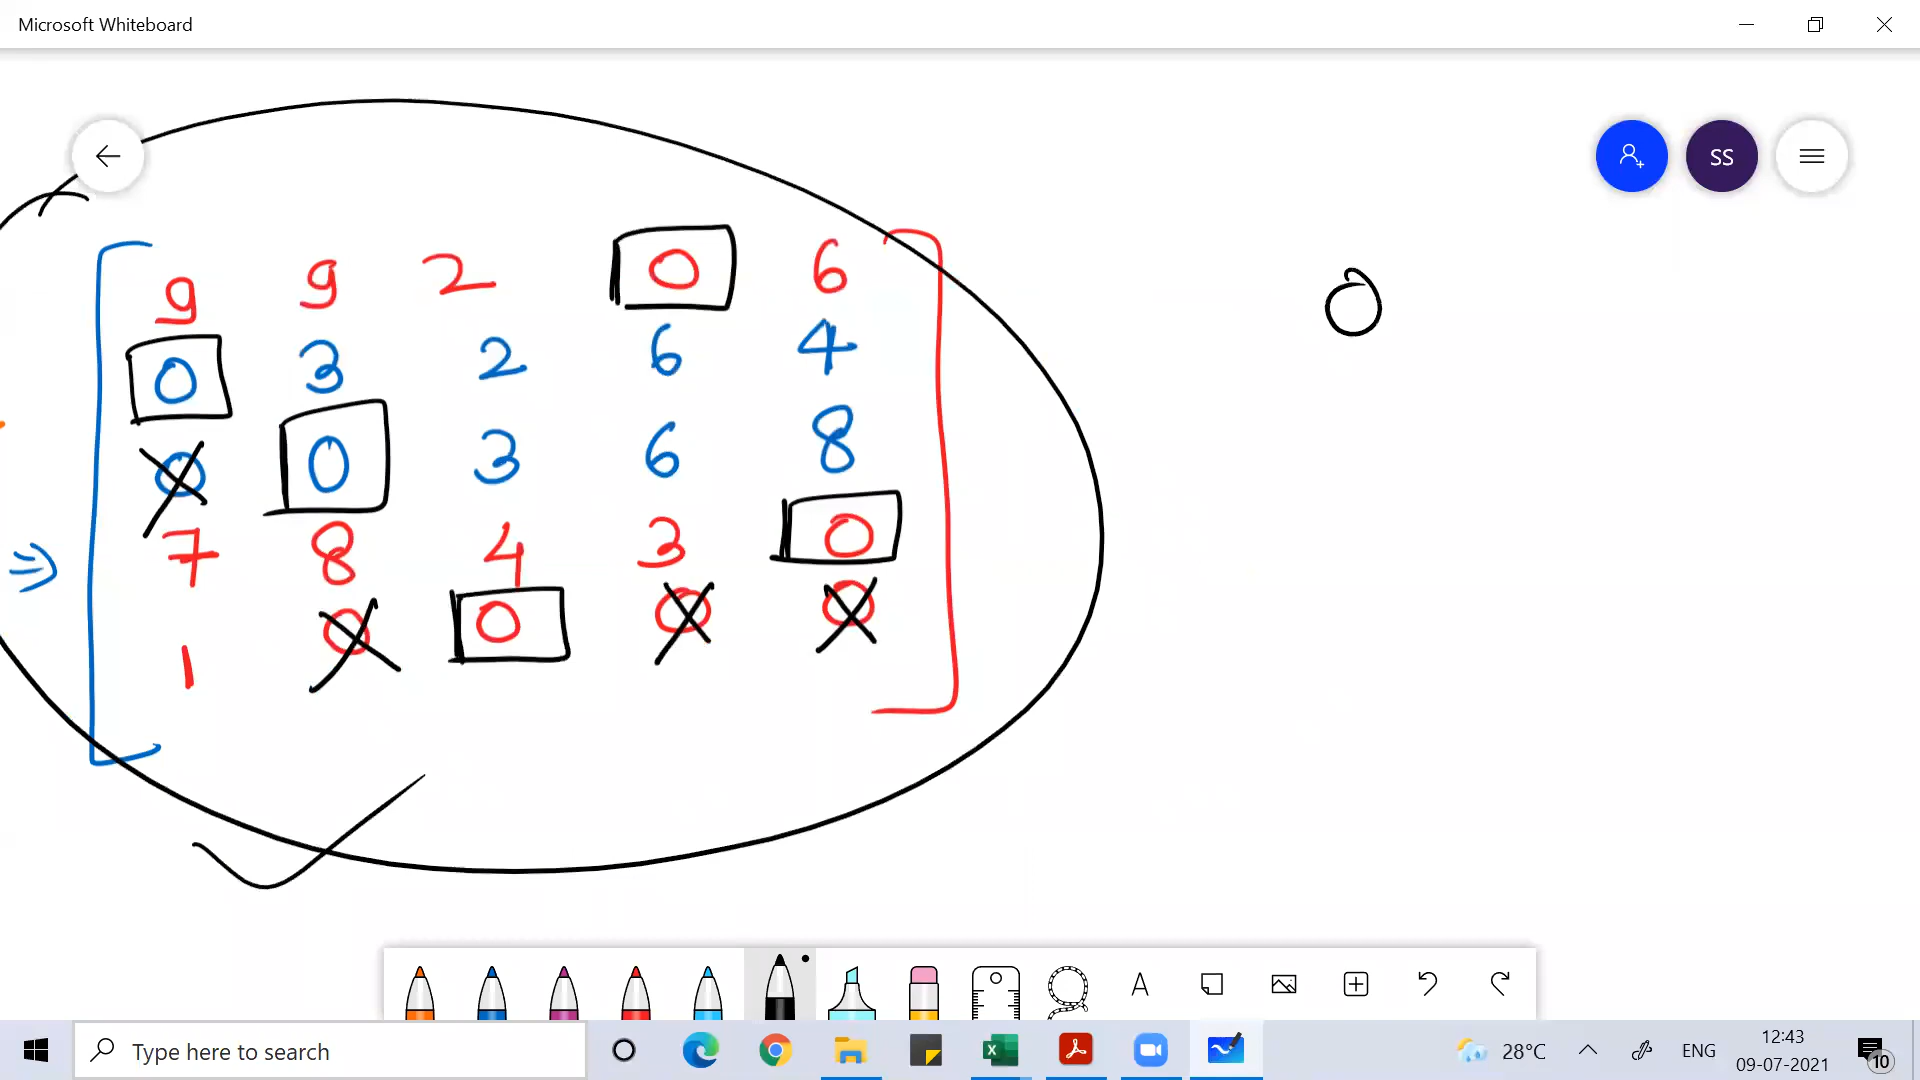 Microsoft Whiteboard
SS
9 9 2 0 6
0 3 2 6 4
0 0 3 6 8
⇒ 7 8 4 3 0
1 0 0 0 0
0
A
Type here to search
28°C
ENG
12:43
09-07-2021
10